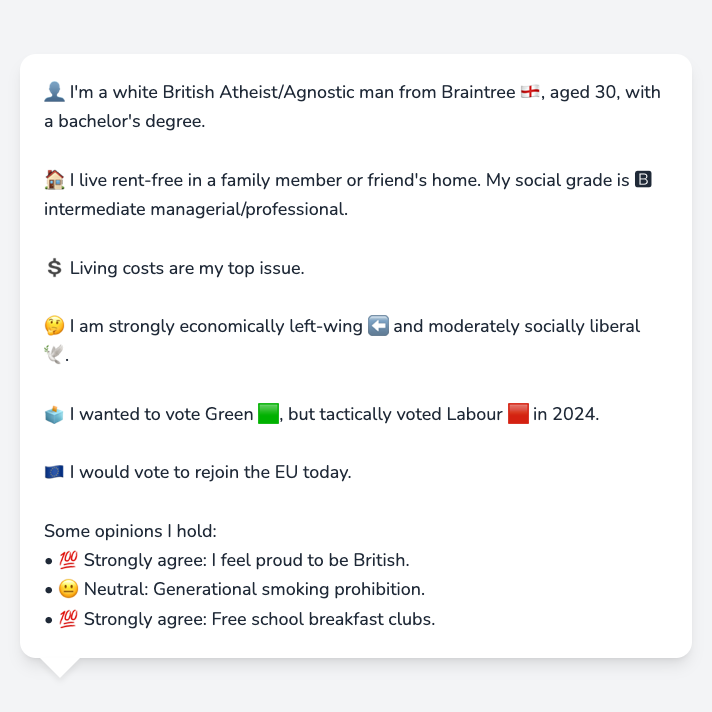 👤 I'm a white British Atheist/Agnostic man from Braintree 🏴󠁧󠁢󠁥󠁮󠁧󠁿, aged 30, with
a bachelor's degree.
🏠 I live rent-free in a family member or friend's home. My social grade is 🅱
intermediate managerial/professional.
💲 Living costs are my top issue.
🤔 I am strongly economically left-wing ⬅️ and moderately socially liberal
🕊️.
🗳️ I wanted to vote Green 🟩, but tactically voted Labour 🟥 in 2024.
🇪🇺 I would vote to rejoin the EU today.
Some opinions I hold:
• 💯 Strongly agree: I feel proud to be British.
• 😐 Neutral: Generational smoking prohibition.
• 💯 Strongly agree: Free school breakfast clubs.